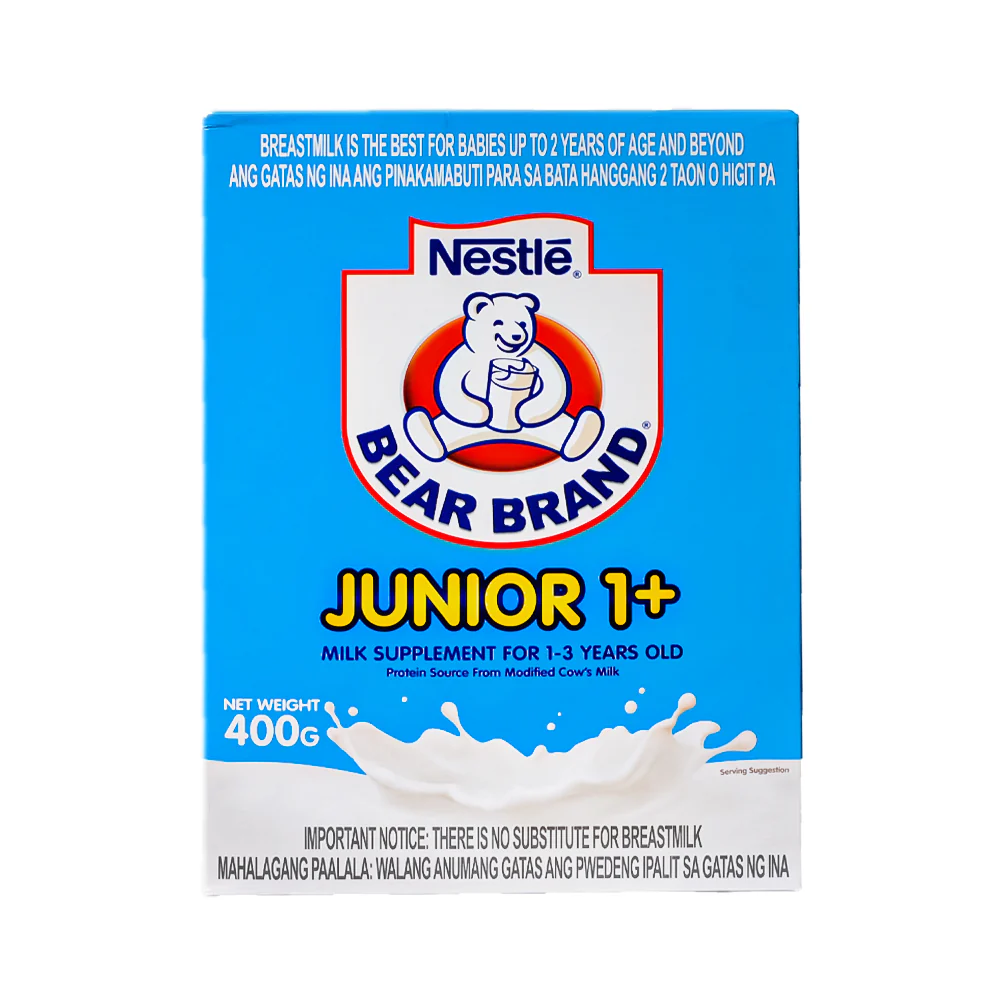 BREASTMILK IS THE BEST FOR BABIES UP TO 2 YEARS OF AGE AND BEYOND
ANG GATAS NG INA ANG PINAKAMABUTI PARA SA BATA HANGGANG 2 TAON O HIGIT PA
Nestlé®
BEAR BRAND®
JUNIOR 1+
MILK SUPPLEMENT FOR 1-3 YEARS OLD
Protein Source From Modified Cow's Milk
NET WEIGHT
400G
Serving Suggestion
IMPORTANT NOTICE: THERE IS NO SUBSTITUTE FOR BREASTMILK
MAHALAGANG PAALALA: WALANG ANUMANG GATAS ANG PWEDENG IPALIT SA GATAS NG INA